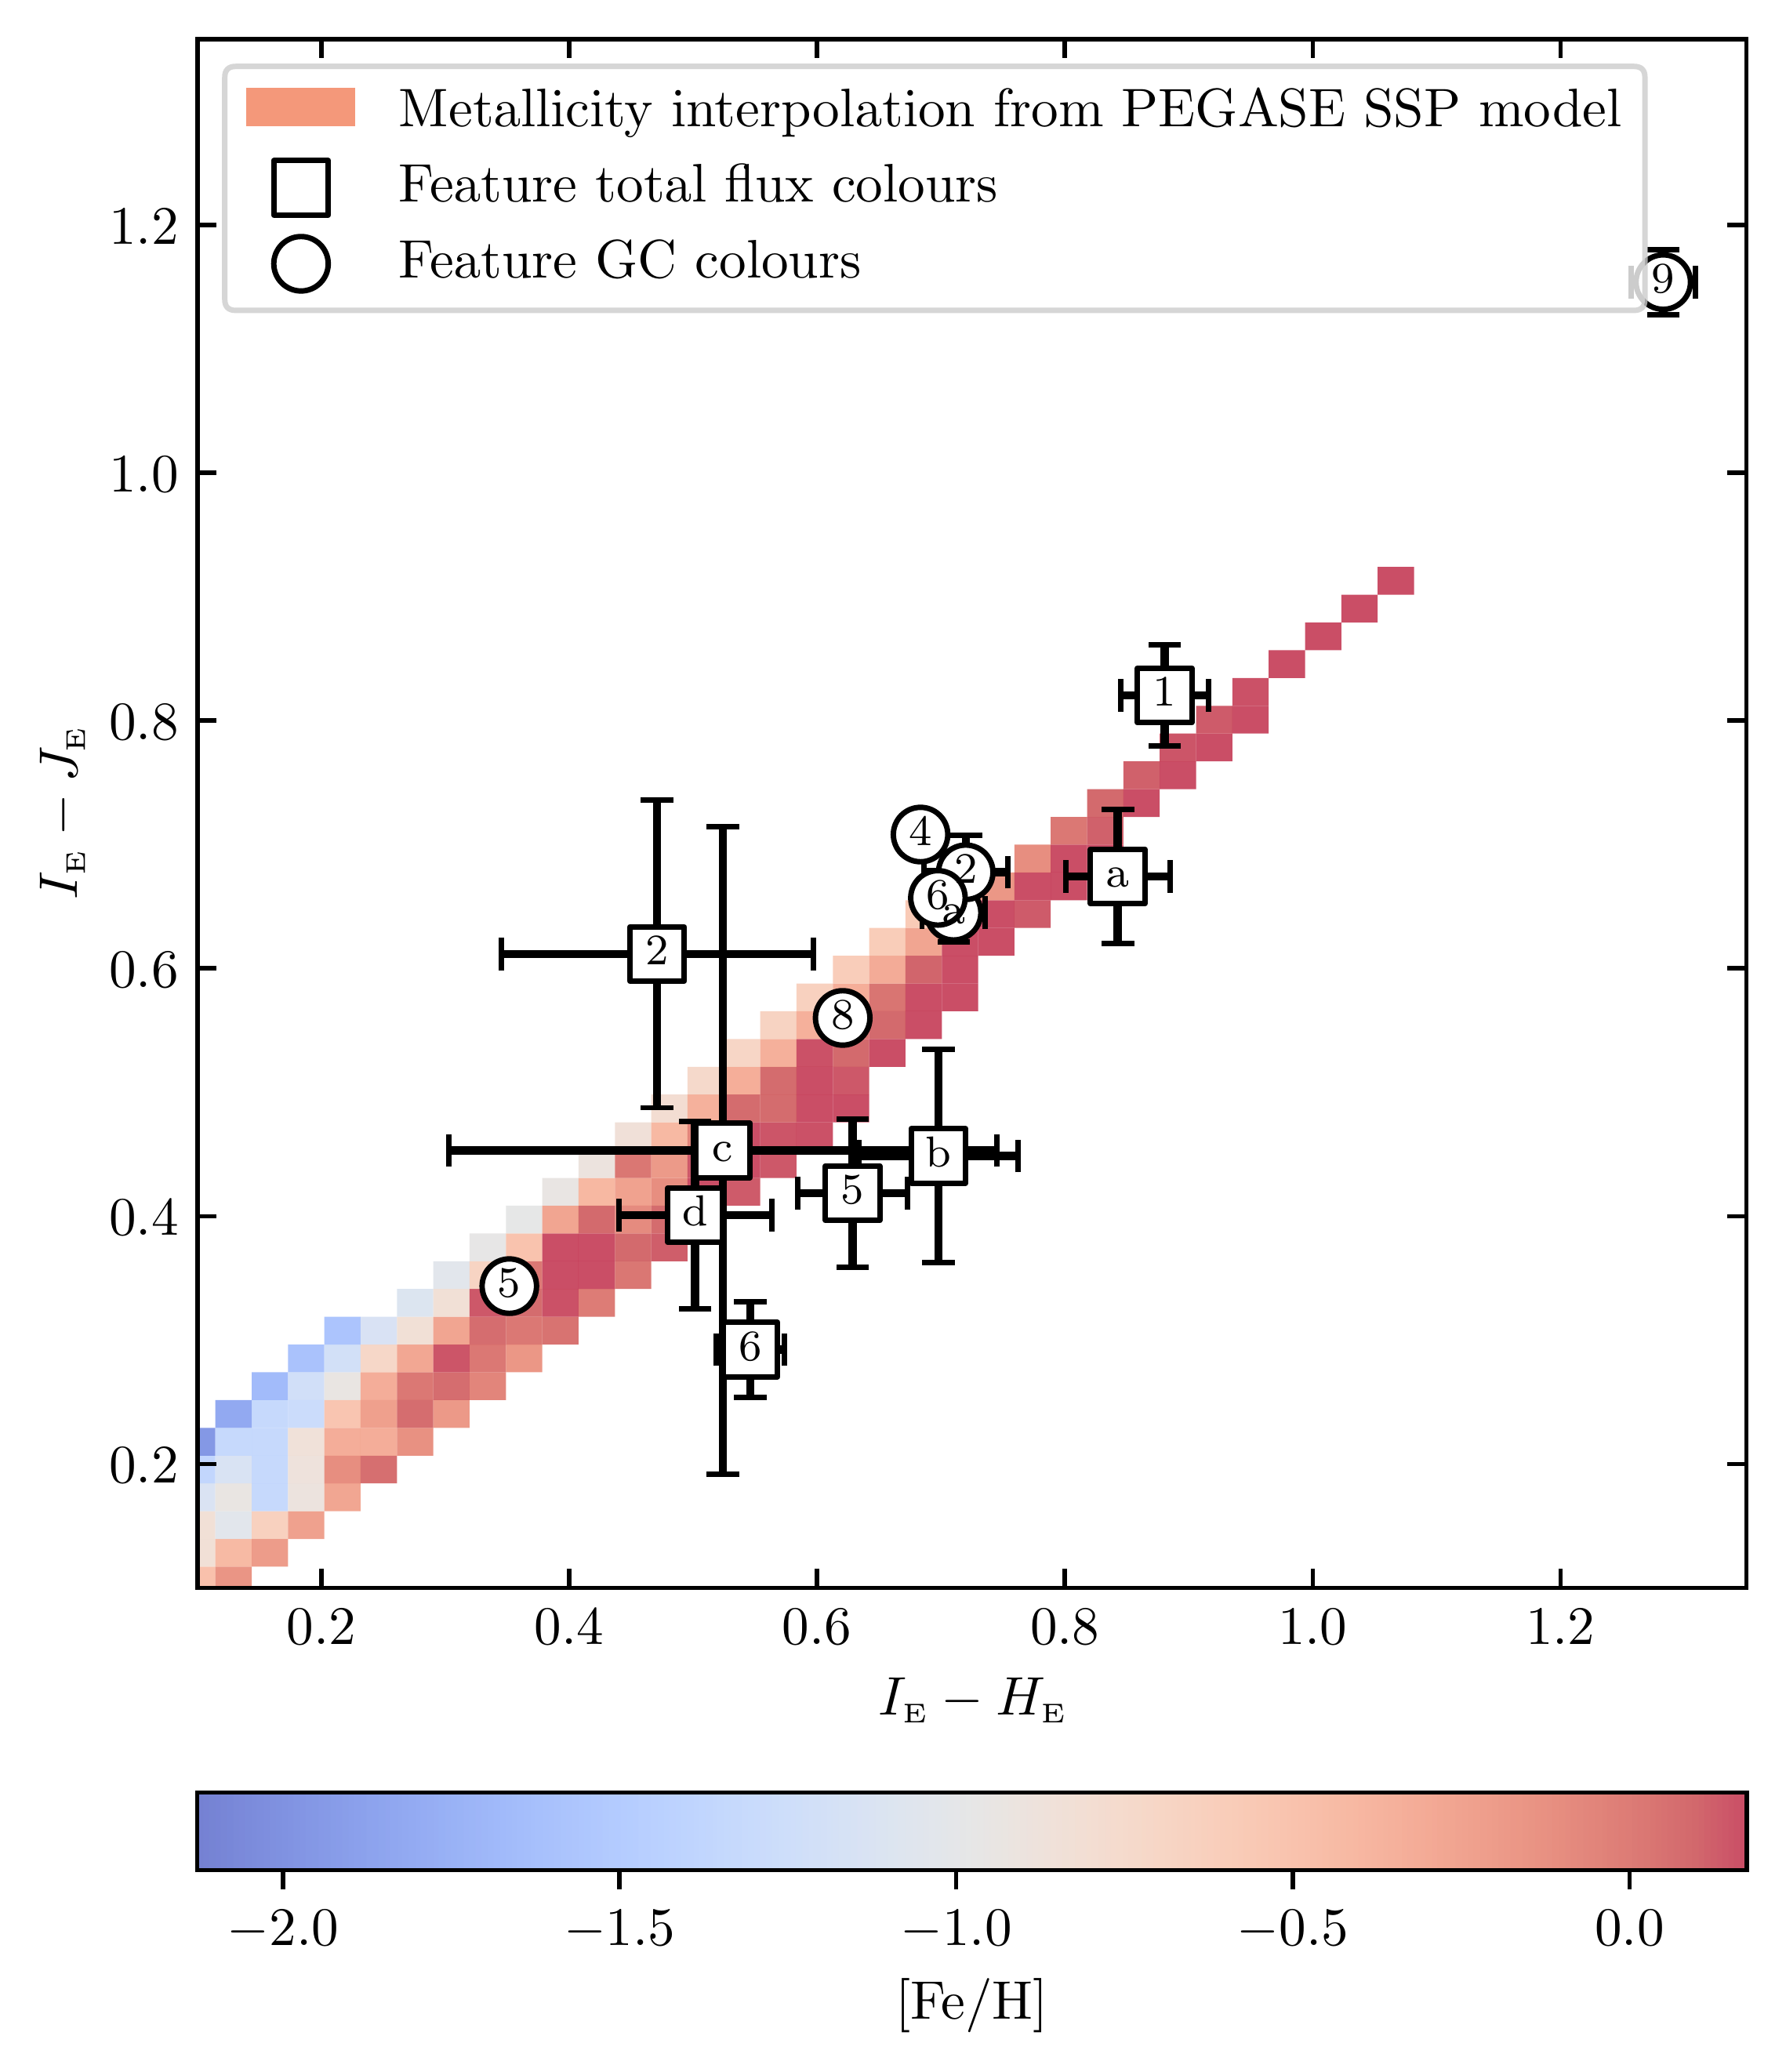 Metallicity interpolation from PEGASE SSP model
Feature total flux colours
Feature GC colours
1.2
1.0
0.8
0.6
0.4
0.2
I_E − J_E
9
1
4
2
6
a
a
2
8
c
b
5
d
5
6
0.2 0.4 0.6 0.8 1.0 1.2
I_E − H_E
−2.0 −1.5 −1.0 −0.5 0.0
[Fe/H]